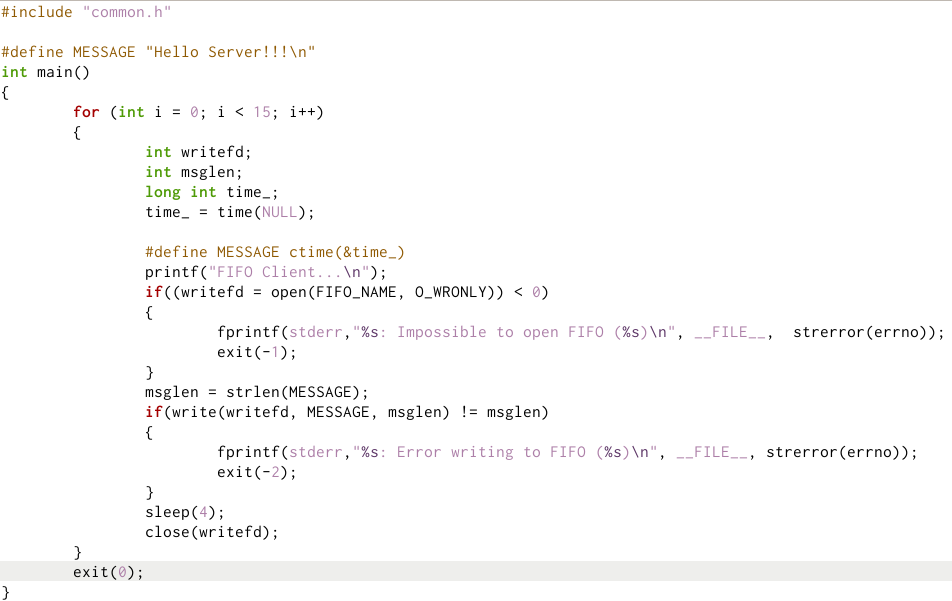 #include "common.h"

#define MESSAGE "Hello Server!!!\n"
int main()
{
        for (int i = 0; i < 15; i++)
        {
                int writefd;
                int msglen;
                long int time_;
                time_ = time(NULL);

                #define MESSAGE ctime(&time_)
                printf("FIFO Client...\n");
                if((writefd = open(FIFO_NAME, O_WRONLY)) < 0)
                {
                        fprintf(stderr,"%s: Impossible to open FIFO (%s)\n", __FILE__,  strerror(errno));
                        exit(-1);
                }
                msglen = strlen(MESSAGE);
                if(write(writefd, MESSAGE, msglen) != msglen)
                {
                        fprintf(stderr,"%s: Error writing to FIFO (%s)\n", __FILE__, strerror(errno));
                        exit(-2);
                }
                sleep(4);
                close(writefd);
        }
        exit(0);
}